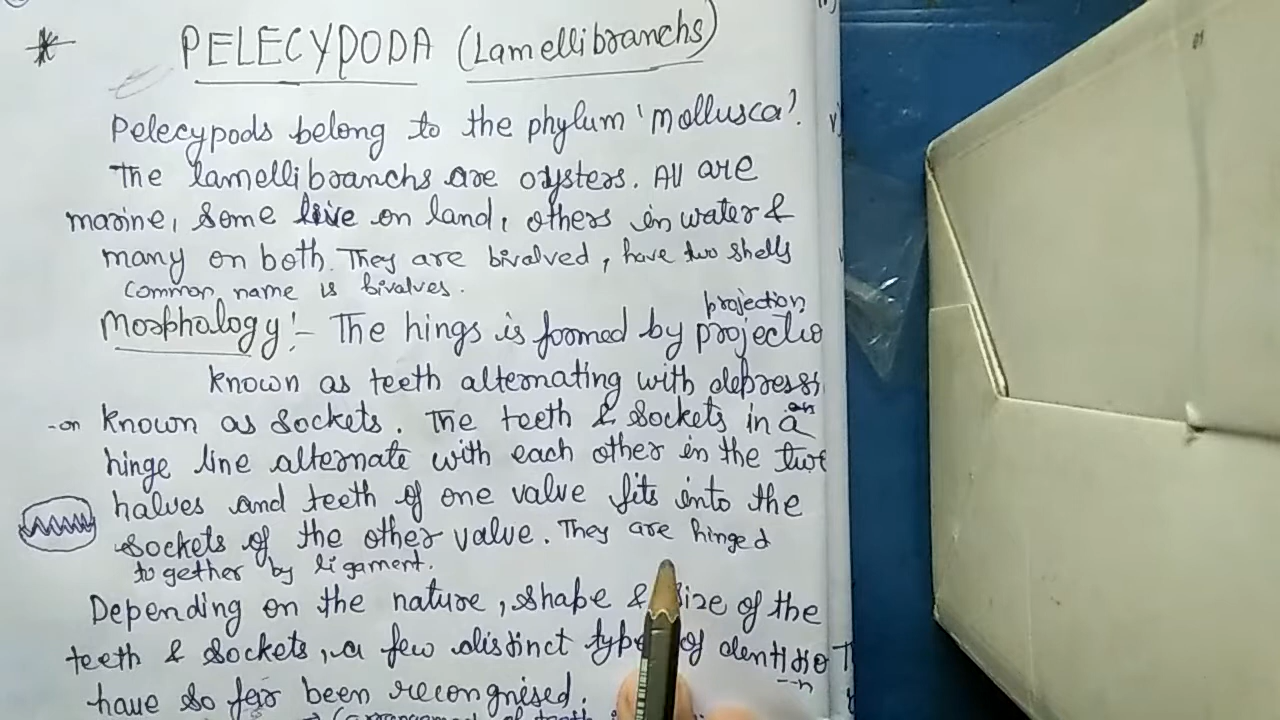 * PELECYPODA (Lamellibranchs)
Pelecypods belong to the phylum 'mollusca'.
The lamellibranchs are oysters. All are
marine, some live on land, others in water &
many on both. They are bivalved, have two shells
Common name is bivalves.
projection
Morphology:- The hings is formed by projectio
known as teeth alternating with depressi
-on known as sockets. The teeth & sockets in a
an
hinge line alternate with each other in the two
halves and teeth of one valve fits into the
sockets of the other valve. They are hinged
together by ligament.
Depending on the nature, shape & size of the
teeth & sockets, a few distinct type of dentitio
-n
have so far been recongnised.